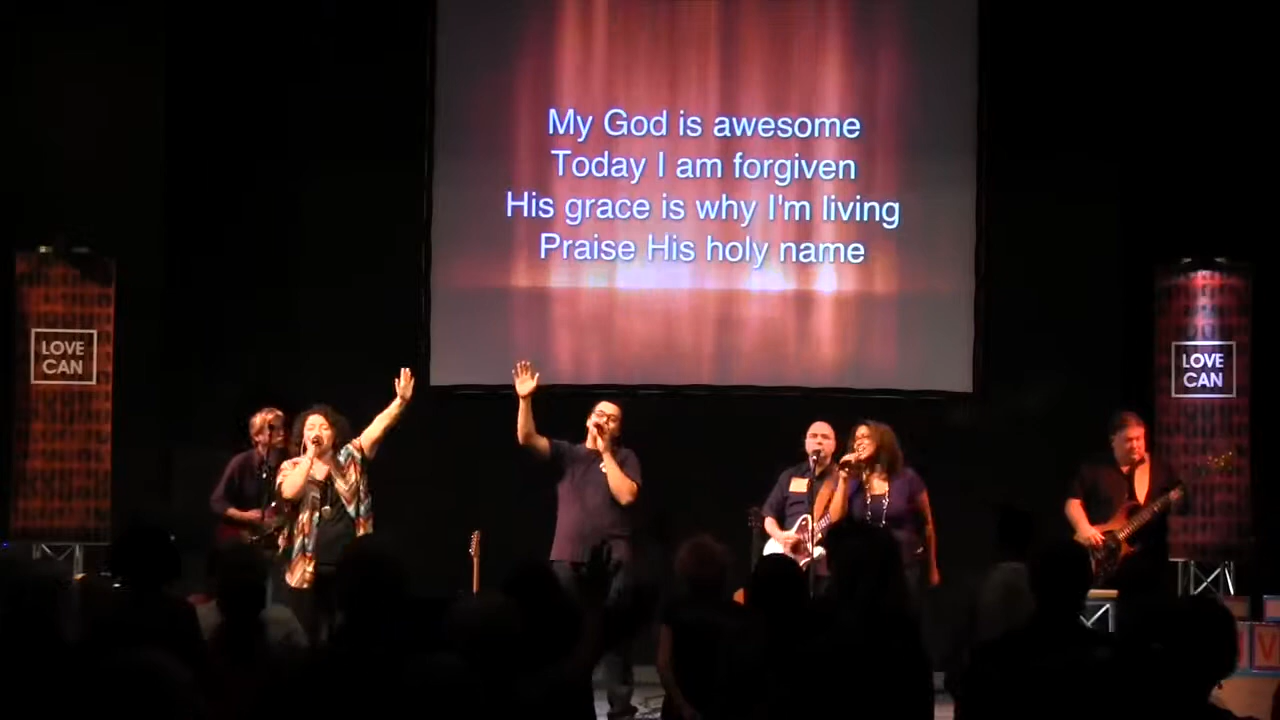 My God is awesome
Today I am forgiven
His grace is why I'm living
Praise His holy name
LOVE
CAN
LOVE
CAN